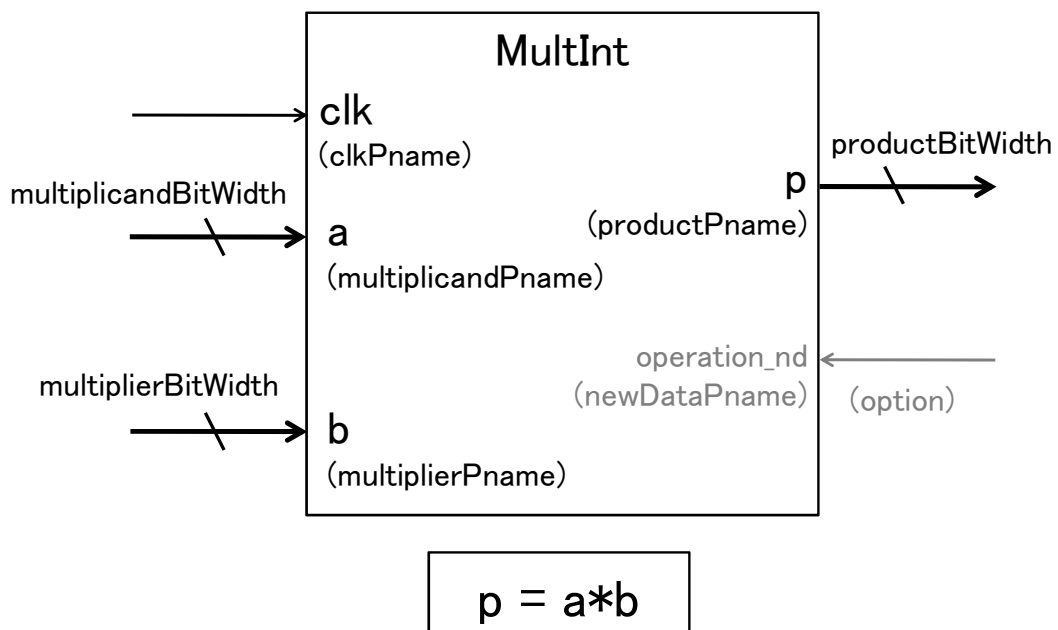 MultInt
clk
(clkPname)
productBitWidth
multiplicandBitWidth
p
(productPname)
a
(multiplicandPname)
operation_nd
(newDataPname)
(option)
multiplierBitWidth
b
(multiplierPname)
p = a*b